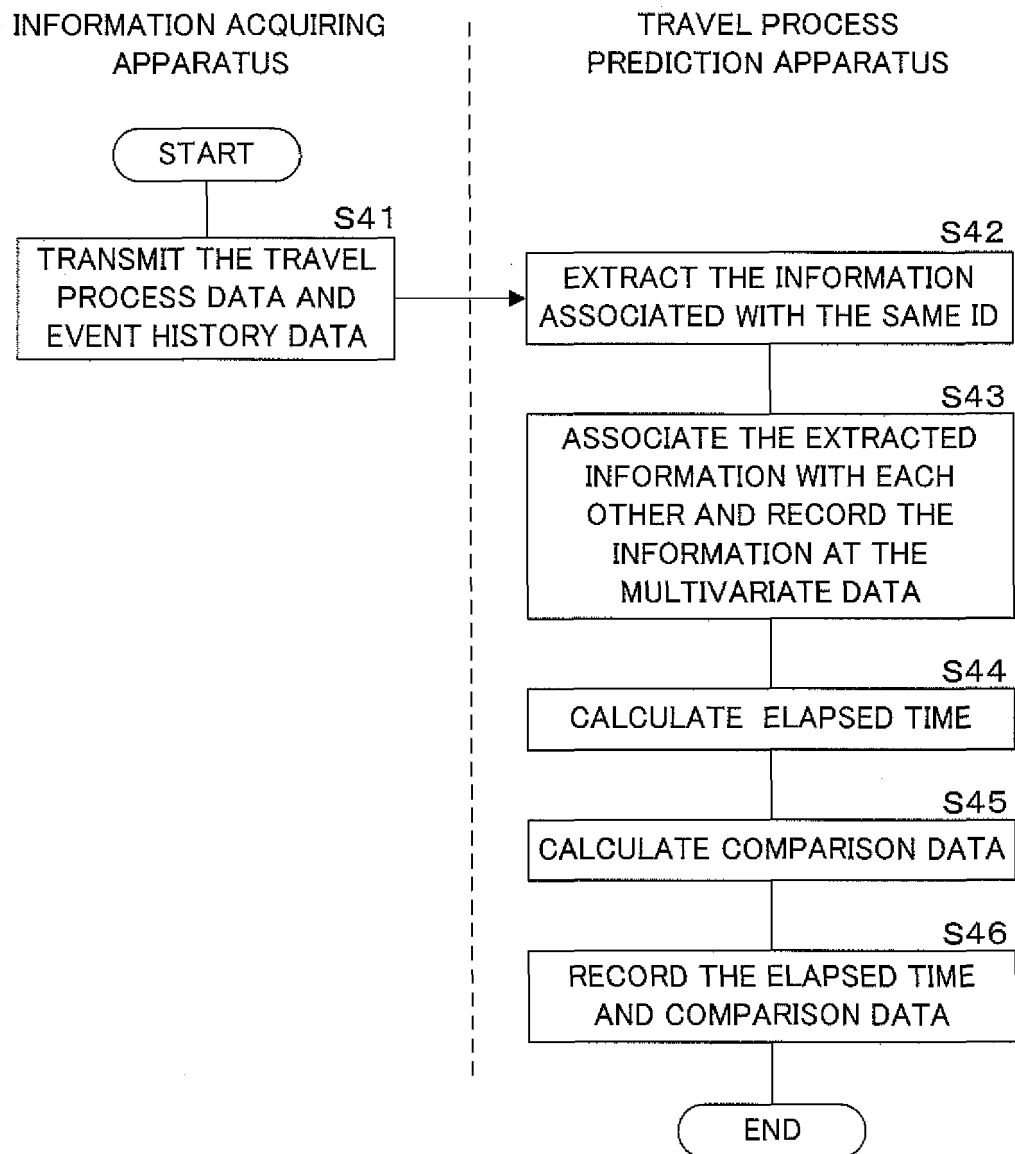 INFORMATION ACQUIRING
APPARATUS
TRAVEL PROCESS
PREDICTION APPARATUS
START
S41
TRANSMIT THE TRAVEL
PROCESS DATA AND
EVENT HISTORY DATA
S42
EXTRACT THE INFORMATION
ASSOCIATED WITH THE SAME ID
S43
ASSOCIATE THE EXTRACTED
INFORMATION WITH EACH
OTHER AND RECORD THE
INFORMATION AT THE
MULTIVARIATE DATA
S44
CALCULATE ELAPSED TIME
S45
CALCULATE COMPARISON DATA
S46
RECORD THE ELAPSED TIME
AND COMPARISON DATA
END